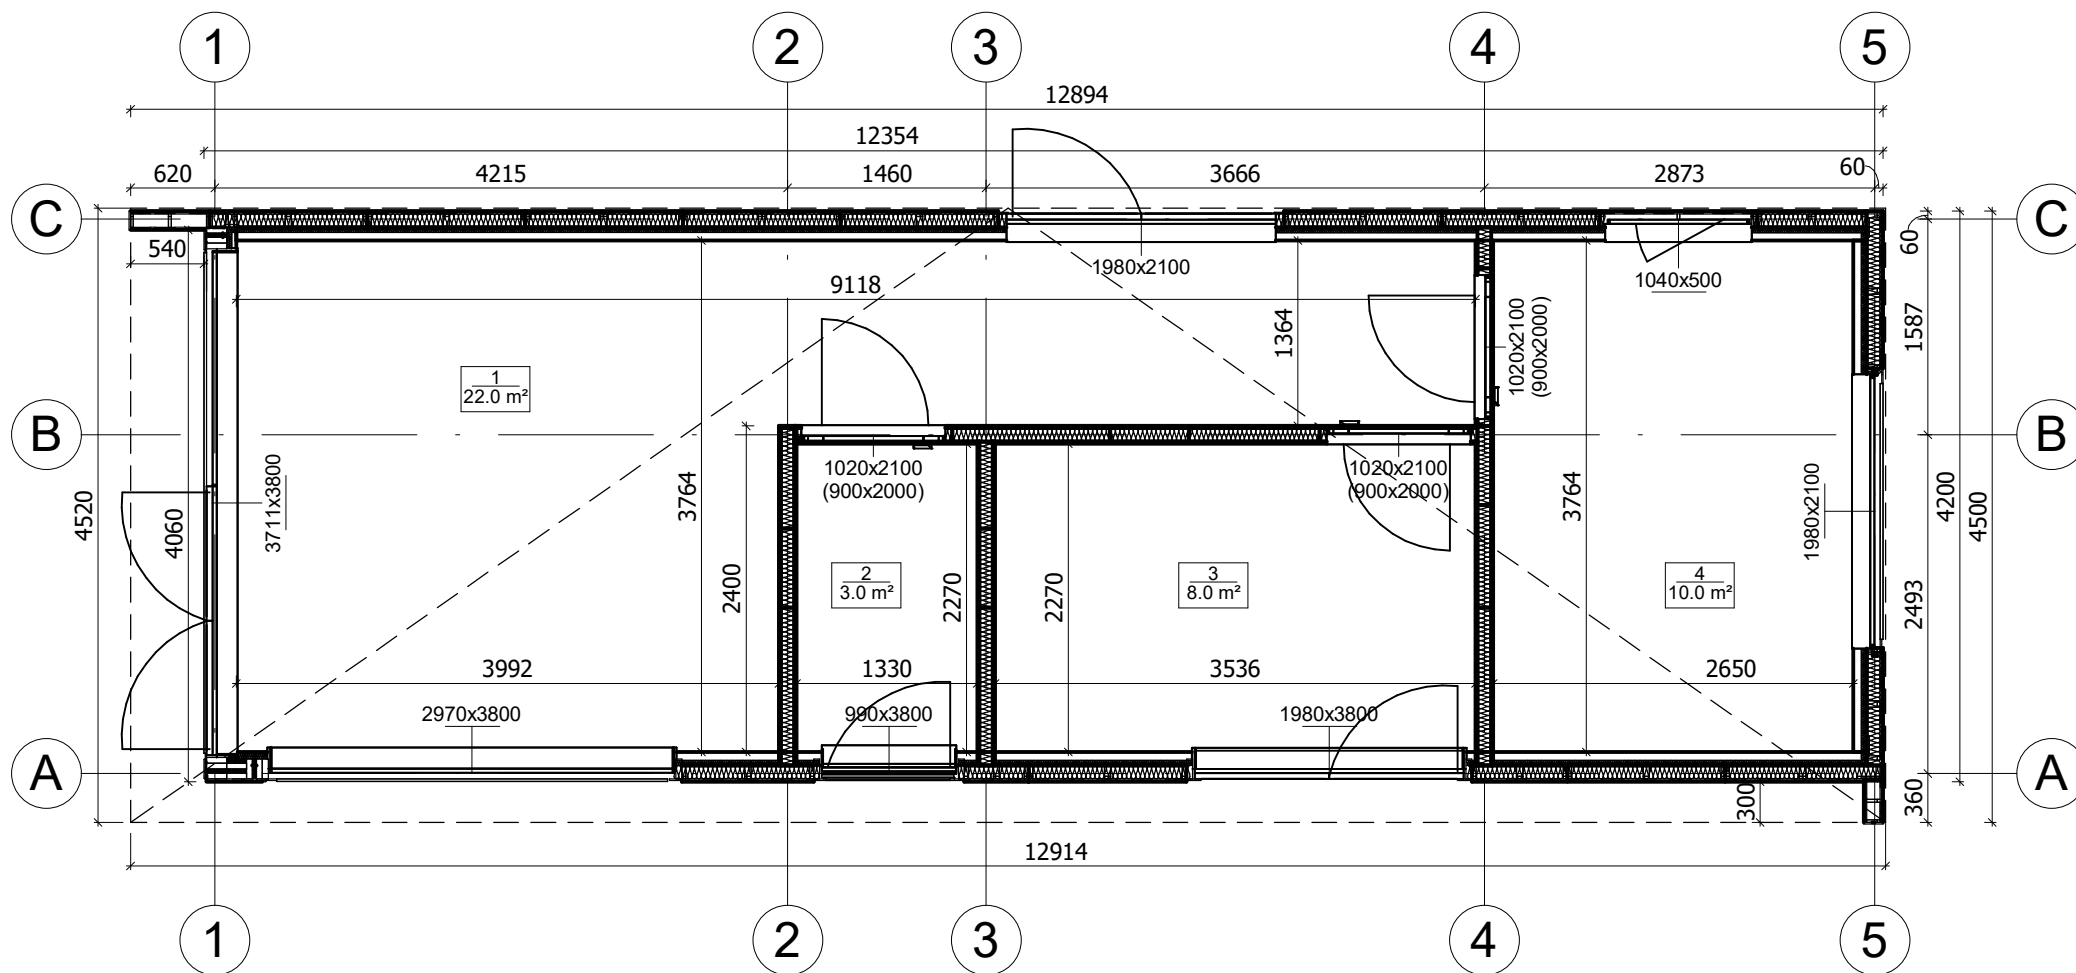 1 2 3 4 5
12894
12354
620 4215 1460 3666 2873 60
C C
540
1980x2100
1040x500
60
9118
1364
1020x2100
(900x2000)
1587
1
22.0 m²
B B
1020x2100
(900x2000)
1020x2100
(900x2000)
4520
4060
3711x3800
3764
3764
1980x2100
4200
4500
2400
2
3.0 m²
2270
2270
3
8.0 m²
4
10.0 m²
2493
3992 1330 3536 2650
2970x3800 990x3800 1980x3800
A A
300
360
12914
1 2 3 4 5